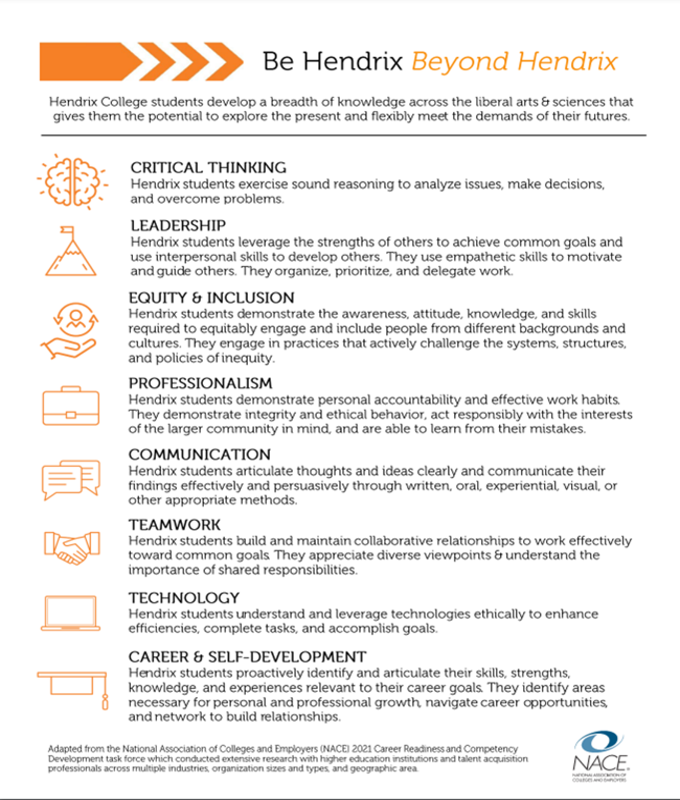 Be Hendrix Beyond Hendrix
Hendrix College students develop a breadth of knowledge across the liberal arts & sciences that
gives them the potential to explore the present and flexibly meet the demands of their futures.
CRITICAL THINKING
Hendrix students exercise sound reasoning to analyze issues, make decisions,
and overcome problems.
LEADERSHIP
Hendrix students leverage the strengths of others to achieve common goals and
use interpersonal skills to develop others. They use empathetic skills to motivate
and guide others. They organize, prioritize, and delegate work.
EQUITY & INCLUSION
Hendrix students demonstrate the awareness, attitude, knowledge, and skills
required to equitably engage and include people from different backgrounds and
cultures. They engage in practices that actively challenge the systems, structures,
and policies of inequity.
PROFESSIONALISM
Hendrix students demonstrate personal accountability and effective work habits.
They demonstrate integrity and ethical behavior, act responsibly with the interests
of the larger community in mind, and are able to learn from their mistakes.
COMMUNICATION
Hendrix students articulate thoughts and ideas clearly and communicate their
findings effectively and persuasively through written, oral, experiential, visual, or
other appropriate methods.
TEAMWORK
Hendrix students build and maintain collaborative relationships to work effectively
toward common goals. They appreciate diverse viewpoints & understand the
importance of shared responsibilities.
TECHNOLOGY
Hendrix students understand and leverage technologies ethically to enhance
efficiencies, complete tasks, and accomplish goals.
CAREER & SELF-DEVELOPMENT
Hendrix students proactively identify and articulate their skills, strengths,
knowledge, and experiences relevant to their career goals. They identify areas
necessary for personal and professional growth, navigate career opportunities,
and network to build relationships.
Adapted from the National Association of Colleges and Employers (NACE) 2021 Career Readiness and Competency
Development task force which conducted extensive research with higher education institutions and talent acquisition
professionals across multiple industries, organization sizes and types, and geographic area.
NACE
NATIONAL ASSOCIATION OF
COLLEGES AND EMPLOYERS